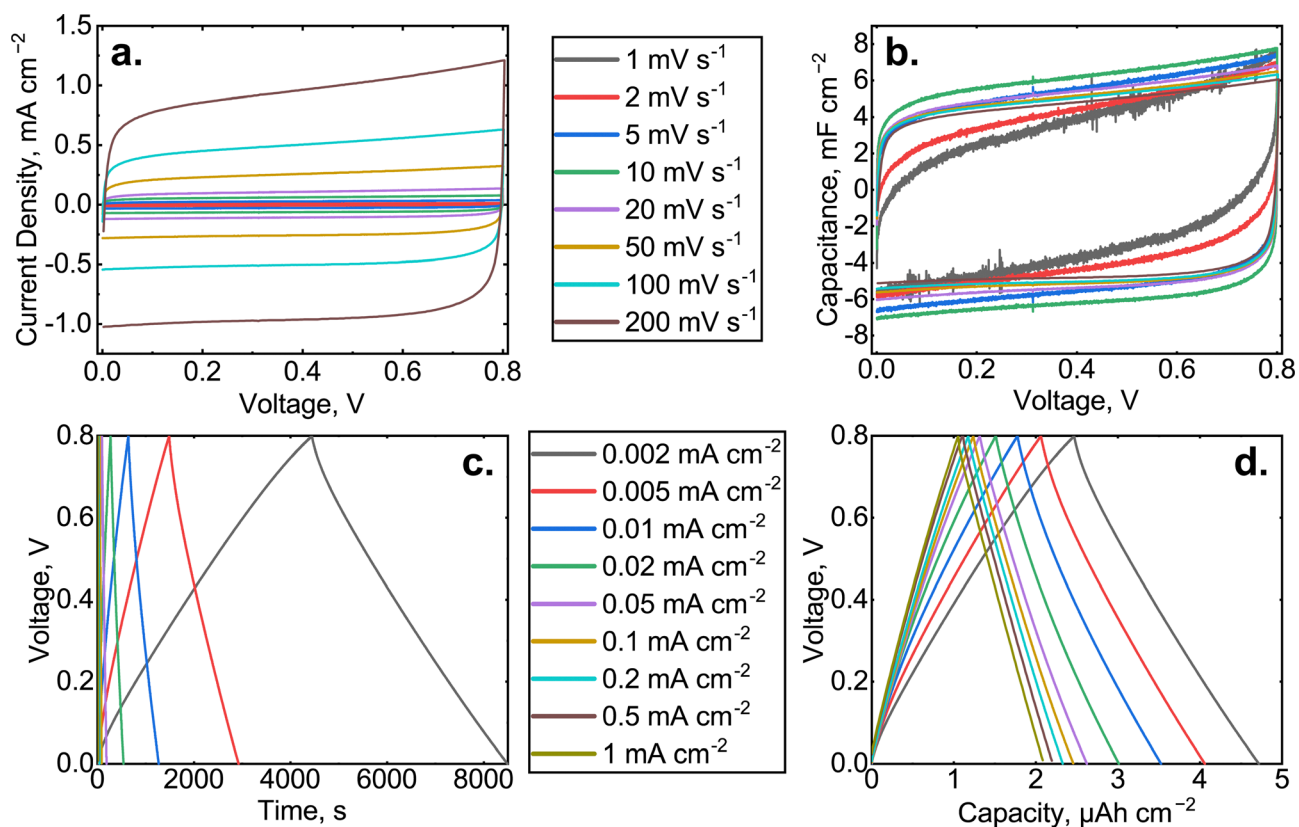 a.
1.5
1.0
0.5
0.0
-0.5
-1.0
Current Density, mA cm⁻²
0.0 0.2 0.4 0.6 0.8
Voltage, V
1 mV s⁻¹
2 mV s⁻¹
5 mV s⁻¹
10 mV s⁻¹
20 mV s⁻¹
50 mV s⁻¹
100 mV s⁻¹
200 mV s⁻¹
b.
8
6
4
2
0
-2
-4
-6
-8
Capacitance, mF cm⁻²
0.0 0.2 0.4 0.6 0.8
Voltage, V
c.
0.8
0.6
0.4
0.2
0.0
Voltage, V
0 2000 4000 6000 8000
Time, s
0.002 mA cm⁻²
0.005 mA cm⁻²
0.01 mA cm⁻²
0.02 mA cm⁻²
0.05 mA cm⁻²
0.1 mA cm⁻²
0.2 mA cm⁻²
0.5 mA cm⁻²
1 mA cm⁻²
d.
0.8
0.6
0.4
0.2
0.0
Voltage, V
0 1 2 3 4 5
Capacity, μAh cm⁻²